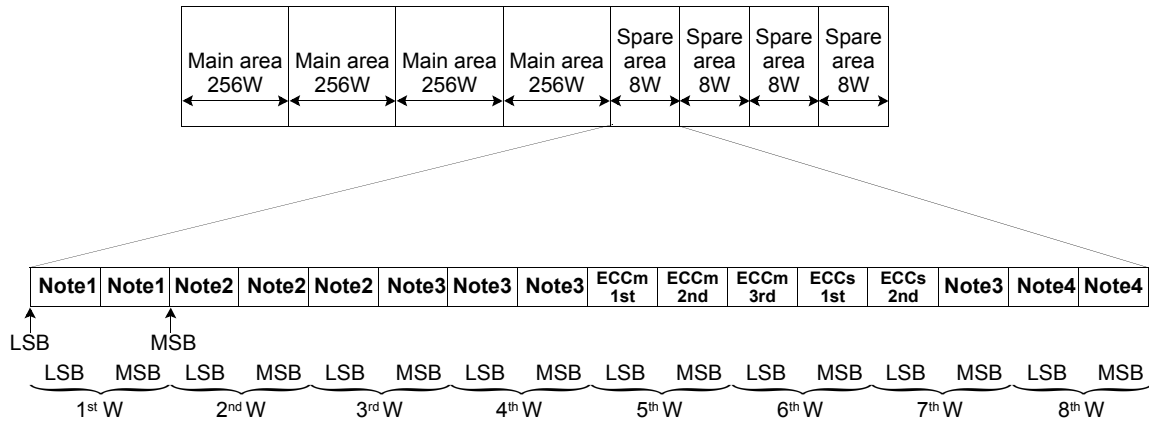 Main area 256W
Main area 256W
Main area 256W
Main area 256W
Spare area 8W
Spare area 8W
Spare area 8W
Spare area 8W
Note1 Note1 Note2 Note2 Note2 Note3 Note3 Note3 ECCm 1st ECCm 2nd ECCm 3rd ECCs 1st ECCs 2nd Note3 Note4 Note4
LSB MSB
LSB MSB LSB MSB LSB MSB LSB MSB LSB MSB LSB MSB LSB MSB LSB MSB
1st W 2nd W 3rd W 4th W 5th W 6th W 7th W 8th W